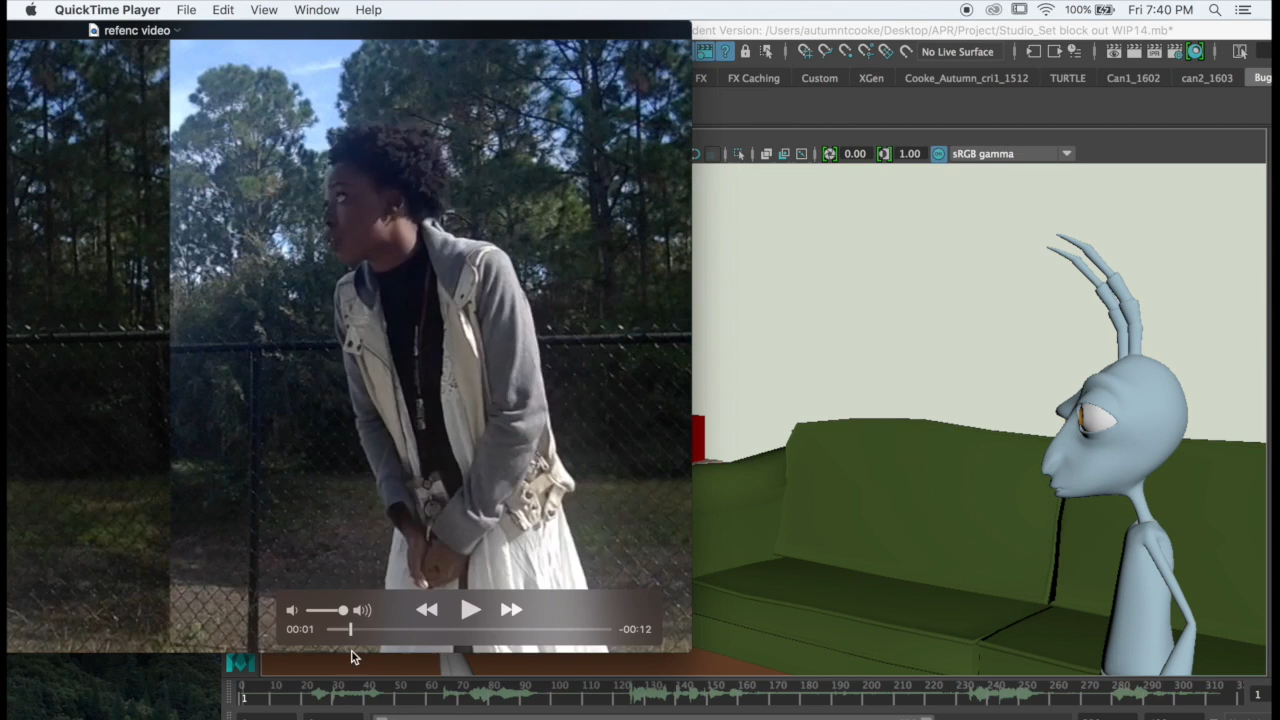 QuickTime Player File Edit View Window Help 100% Fri 7:40 PM
refenc video
dent Version: /Users/autumntcooke/Desktop/APR/Project/Studio_Set block out WIP14.mb*
No Live Surface
FX FX Caching Custom XGen Cooke_Autumn_cri1_1512 TURTLE Can1_1602 can2_1603 Bug
0.00 1.00 sRGB gamma
00:01 -00:12
0 10 20 30 40 50 60 70 80 90 100 110 120 130 140 150 160 170 180 190 200 210 220 230 240 250 260 270 280 290 300 310
1 1